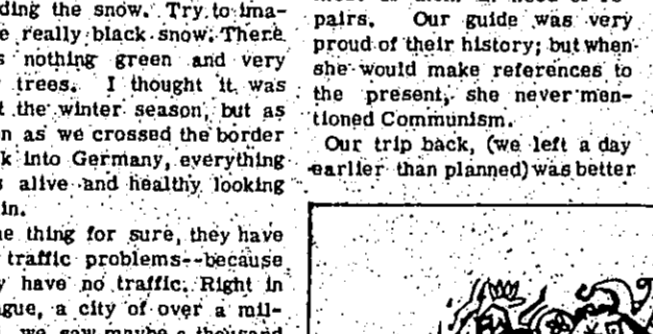 ding the snow. Try to ima-
e really black snow. There
s nothing green and very
trees. I thought it was
t the winter season, but as
n as we crossed the border
k into Germany, everything
s alive and healthy looking
in.
e thing for sure, they have
traffic problems--because
y have no traffic. Right in
gue, a city of over a mil-
we saw maybe a thousand
pairs. Our guide was very
proud of their history; but when
she would make references to
the present, she never men-
tioned Communism.
Our trip back, (we left a day
earlier than planned) was better